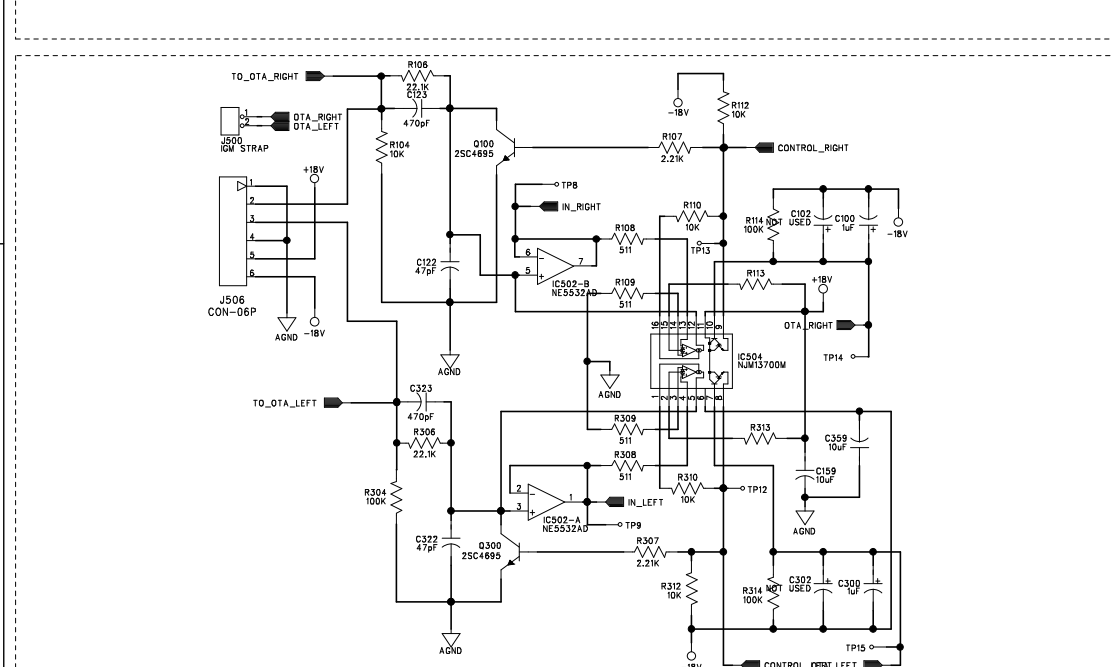 TO_OTA_RIGHT
R106
22.1K
C123
470pF
1
2
OTA_RIGHT
OTA_LEFT
J500
IGM STRAP
R104
10K
Q100
2SC4695
-18V
R112
10K
R107
2.21K
CONTROL_RIGHT
+18V
1
2
3
4
5
6
J506
CON-06P
AGND
-18V
TP8
IN_RIGHT
R110
10K
R108
511
TP13
R114
100K
NOT USED
C102
C100
1uF
-18V
C122
47pF
6
5
7
IC502-B
NE5532AD
R109
511
R113
+18V
OTA_RIGHT
TP14
16
15
14
13
12
11
10
9
IC504
NJM13700M
1
2
3
4
5
6
7
8
AGND
AGND
TO_OTA_LEFT
C323
470pF
R306
22.1K
R309
511
R313
C359
10uF
R304
100K
R308
511
C159
10uF
2
3
1
IC502-A
NE5532AD
IN_LEFT
TP9
R310
10K
TP12
AGND
C322
47pF
Q300
2SC4695
R307
2.21K
R312
10K
R314
100K
NOT USED
C302
C300
1uF
AGND
TP15
-18V